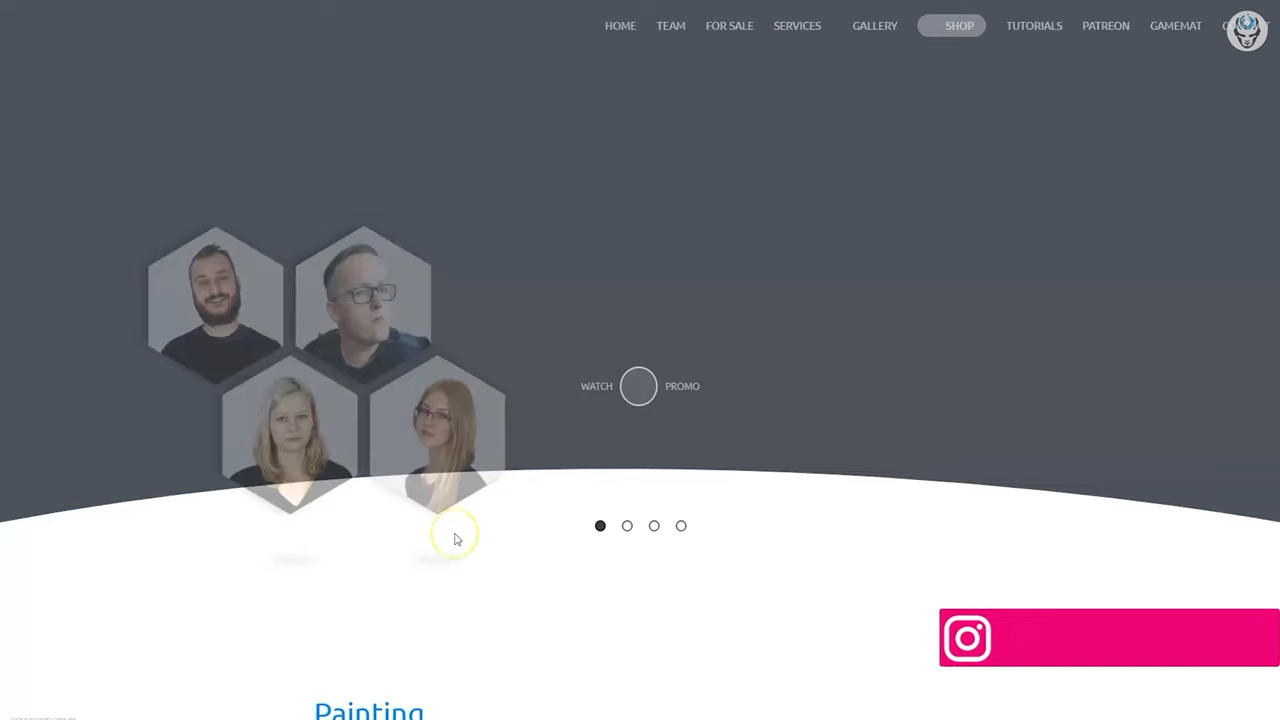 HOME TEAM FOR SALE SERVICES GALLERY SHOP TUTORIALS PATREON GAMEMAT
WATCH PROMO
Painting